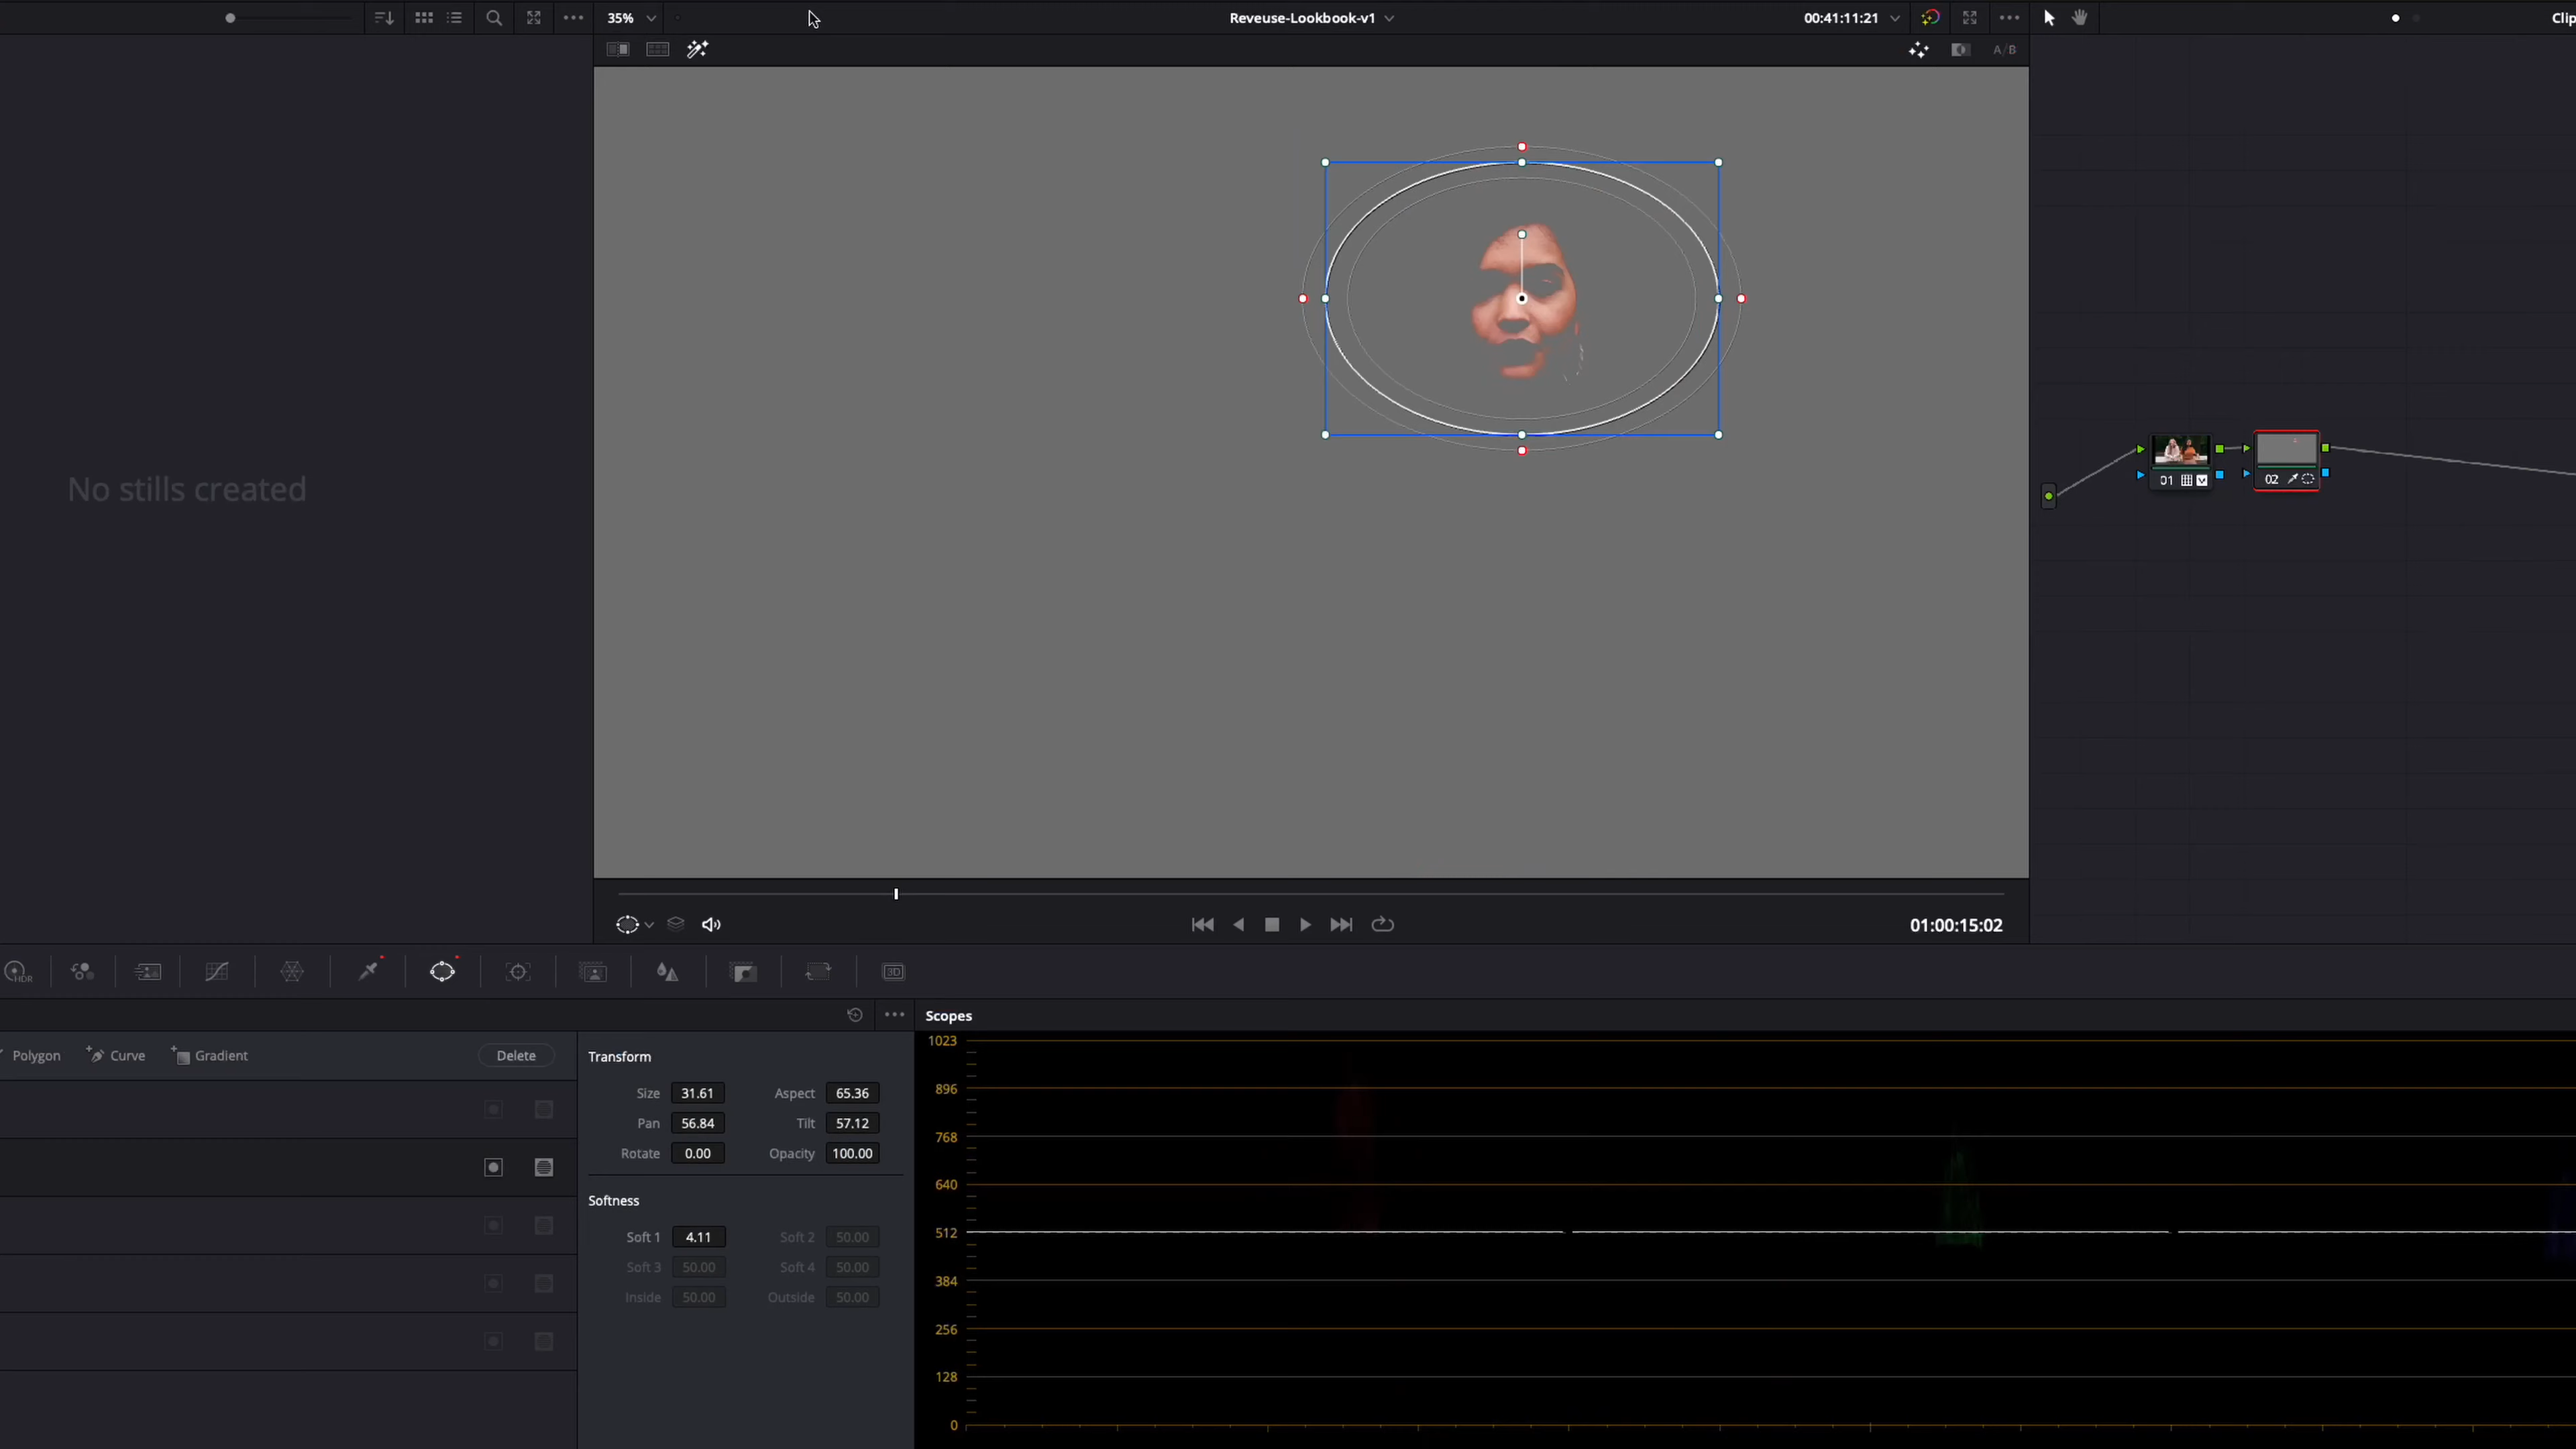 35%
Reveuse-Lookbook-v1
00:41:11:21
Clip
A/B
No stills created
01
02
01:00:15:02
HDR
3D
Scopes
Polygon
Curve
Gradient
Delete
Transform
Size 31.61 Aspect 65.36
Pan 56.84 Tilt 57.12
Rotate 0.00 Opacity 100.00
Softness
Soft 1 4.11 Soft 2 50.00
Soft 3 50.00 Soft 4 50.00
Inside 50.00 Outside 50.00
1023
896
768
640
512
384
256
128
0